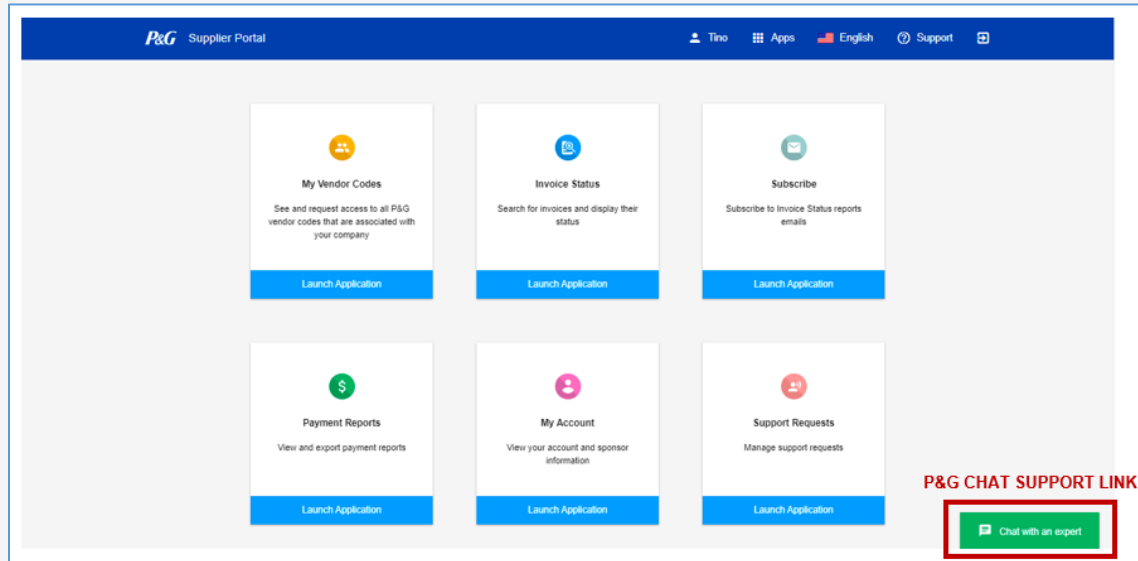 P&G Supplier Portal
Tino Apps English Support
My Vendor Codes
See and request access to all P&G
vendor codes that are associated with
your company
Launch Application
Invoice Status
Search for invoices and display their
status
Launch Application
Subscribe
Subscribe to Invoice Status reports
emails
Launch Application
Payment Reports
View and export payment reports
Launch Application
My Account
View your account and sponsor
information
Launch Application
Support Requests
Manage support requests
Launch Application
P&G CHAT SUPPORT LINK
Chat with an expert